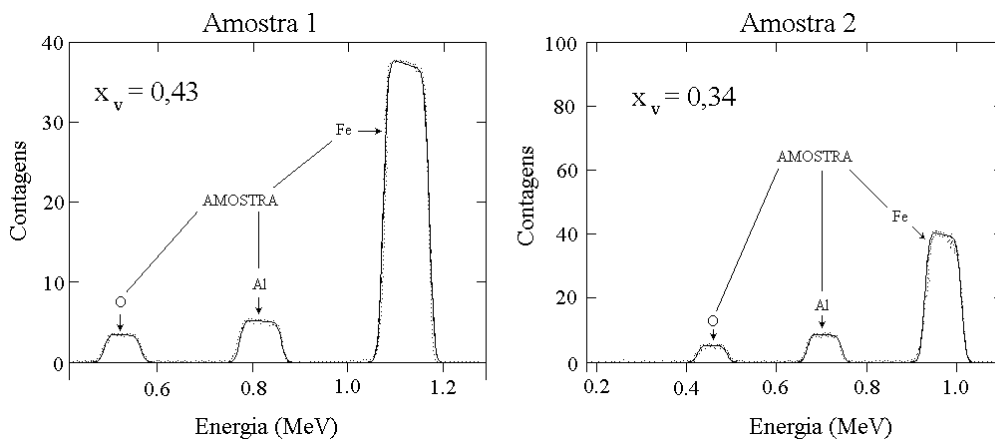 Amostra 1
40
30
20
10
0
x v = 0,43
Fe
AMOSTRA
O
Al
0.6
0.8
1.0
1.2
Contagens
Energia (MeV)
Amostra 2
100
80
60
40
20
0
x v = 0,34
AMOSTRA
Fe
Al
O
0.2
0.4
0.6
0.8
1.0
Contagens
Energia (MeV)